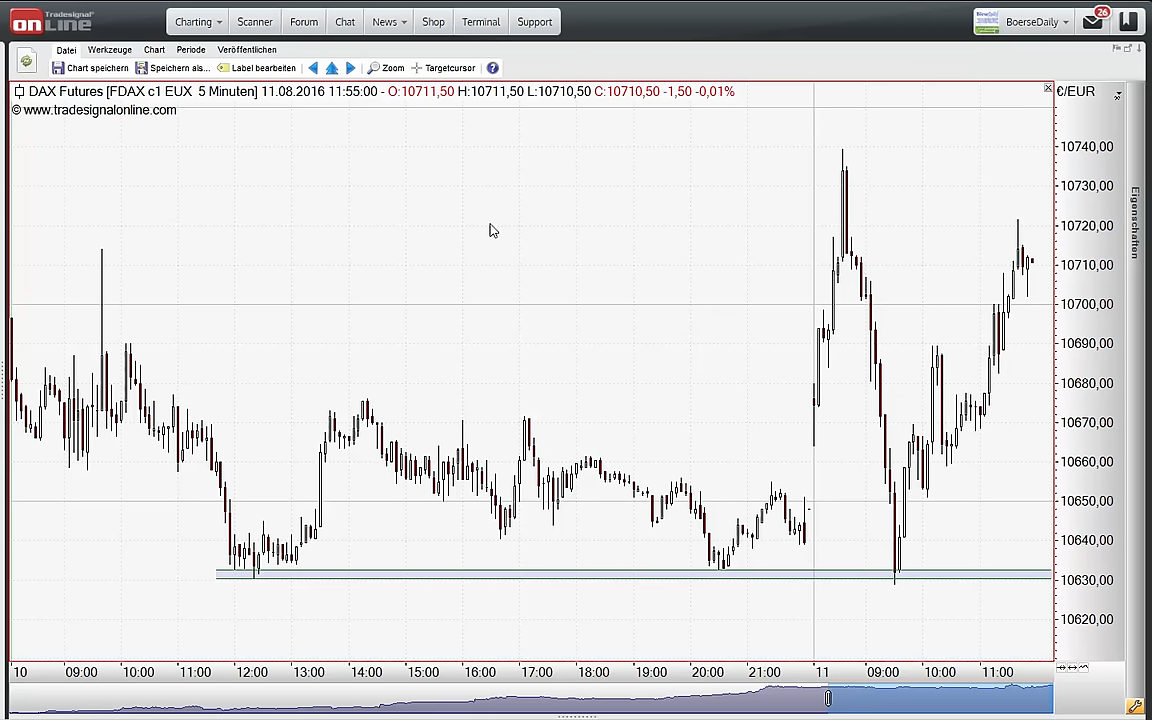 Tradesignal®
onLINE
Charting Scanner Forum Chat News Shop Terminal Support
BörseDaily
BoerseDaily
26
Datei Werkzeuge Chart Periode Veröffentlichen
Chart speichern Speichern als... Label bearbeiten Zoom Targetcursor ?
DAX Futures [FDAX c1 EUX 5 Minuten] 11.08.2016 11:55:00 - O:10711,50 H:10711,50 L:10710,50 C:10710,50 -1,50 -0,01%
€/EUR
© www.tradesignalonline.com
10740,00
10730,00
10720,00
10710,00
10700,00
10690,00
10680,00
10670,00
10660,00
10650,00
10640,00
10630,00
10620,00
Eigenschaften
10 09:00 10:00 11:00 12:00 13:00 14:00 15:00 16:00 17:00 18:00 19:00 20:00 21:00 11 09:00 10:00 11:00